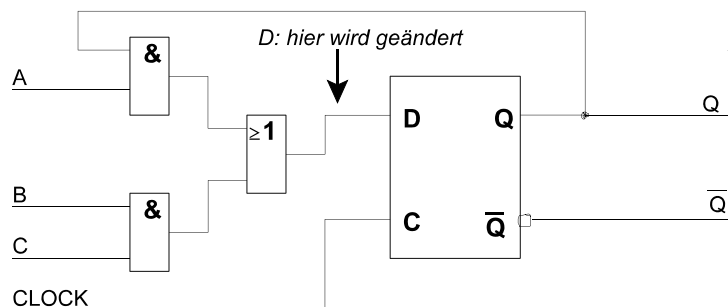 D: hier wird geändert
&
A
≥1
D
Q
Q
B
&
C
C
Q̅
Q̅
CLOCK